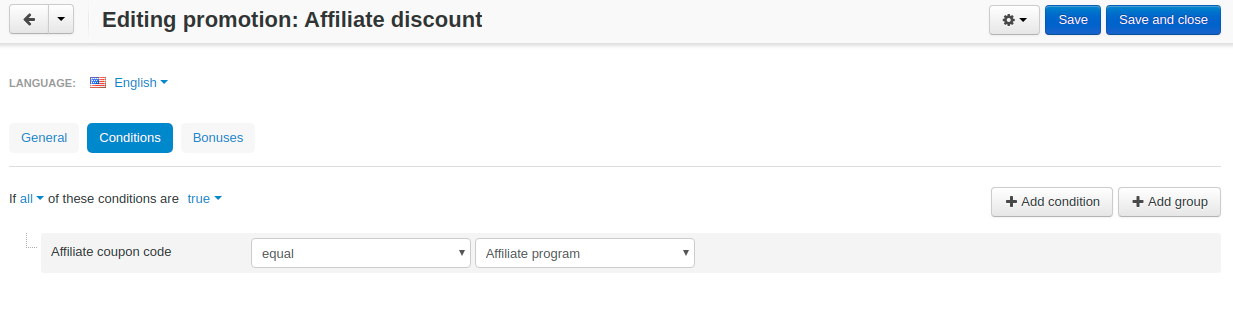 Editing promotion: Affiliate discount
Save
Save and close
LANGUAGE: English
General
Conditions
Bonuses
If all of these conditions are true
Add condition
Add group
Affiliate coupon code
equal
Affiliate program